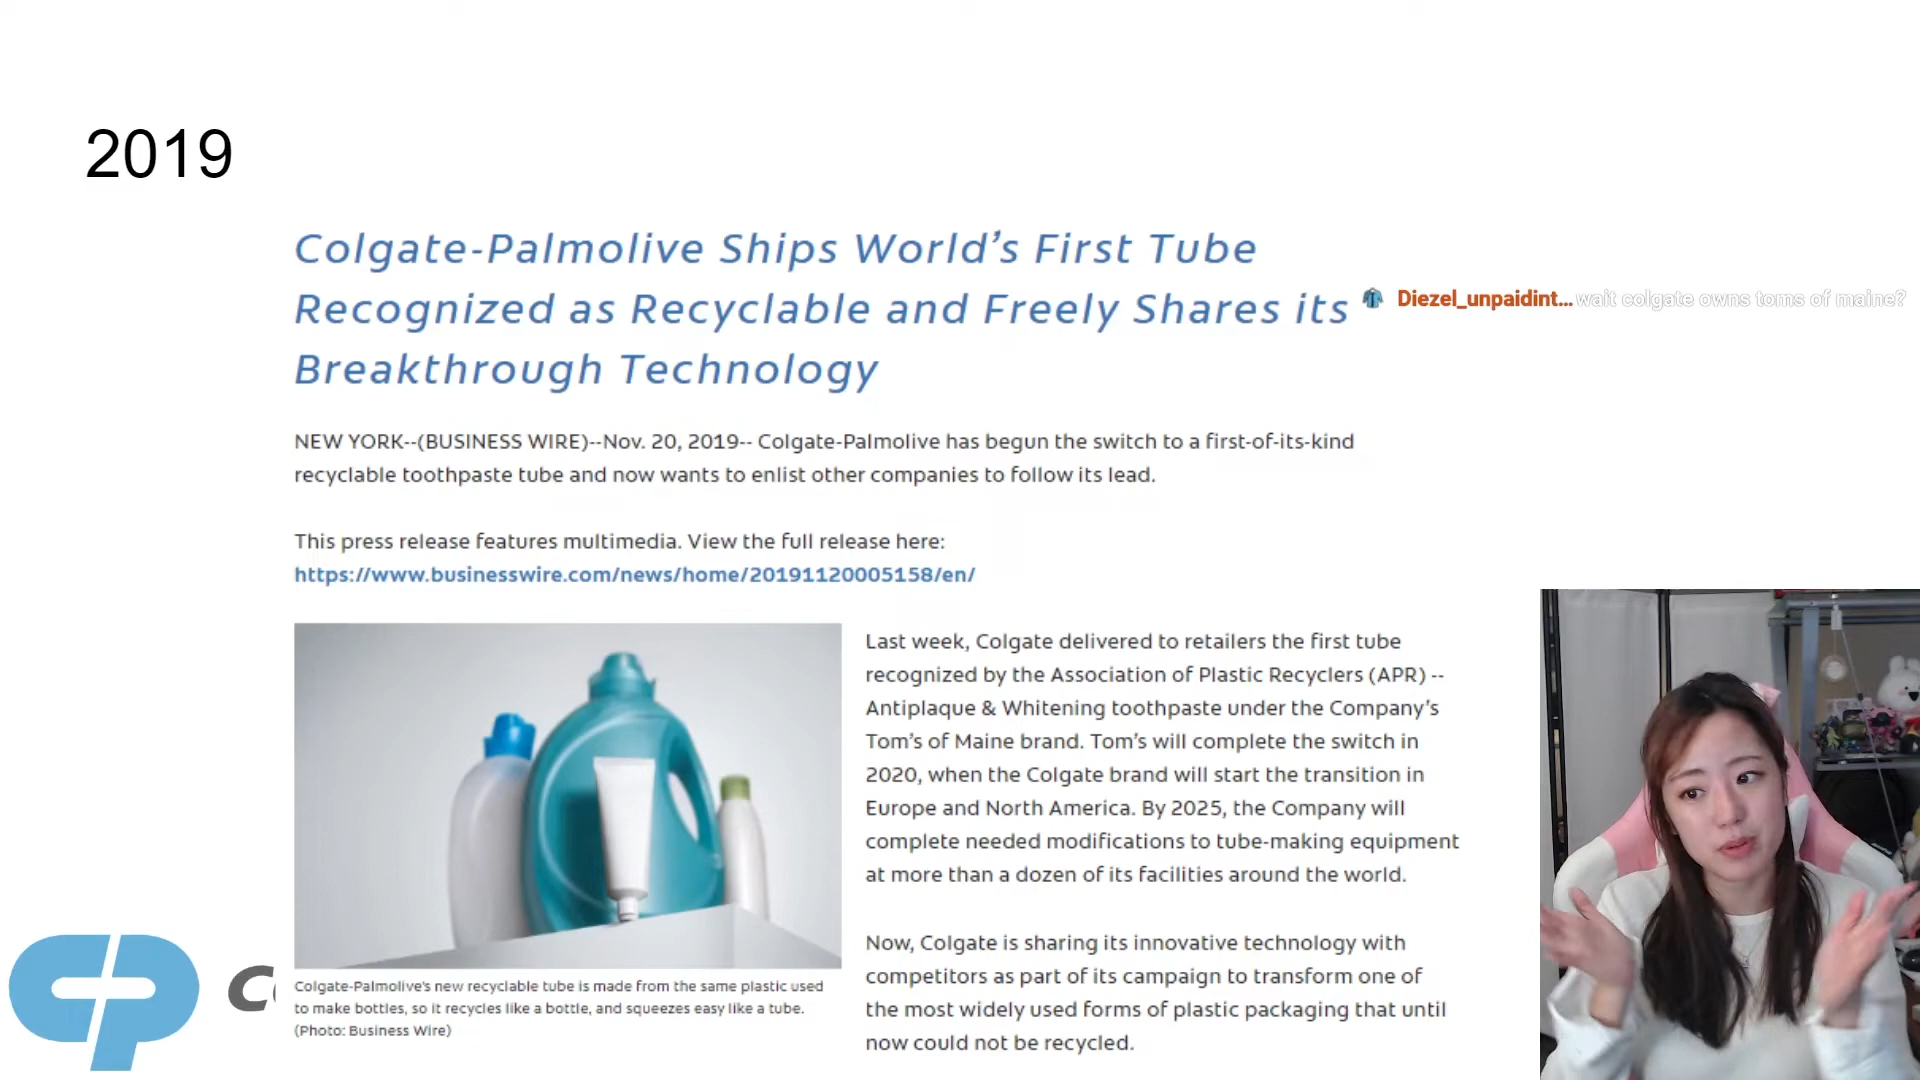 2019
Colgate-Palmolive Ships World’s First Tube
Recognized as Recyclable and Freely Shares its
Breakthrough Technology
Diezel_unpaidint... wait colgate owns toms of maine?
NEW YORK--(BUSINESS WIRE)--Nov. 20, 2019-- Colgate-Palmolive has begun the switch to a first-of-its-kind
recyclable toothpaste tube and now wants to enlist other companies to follow its lead.
This press release features multimedia. View the full release here:
https://www.businesswire.com/news/home/20191120005158/en/
Last week, Colgate delivered to retailers the first tube
recognized by the Association of Plastic Recyclers (APR) --
Antiplaque & Whitening toothpaste under the Company’s
Tom’s of Maine brand. Tom’s will complete the switch in
2020, when the Colgate brand will start the transition in
Europe and North America. By 2025, the Company will
complete needed modifications to tube-making equipment
at more than a dozen of its facilities around the world.
Now, Colgate is sharing its innovative technology with
competitors as part of its campaign to transform one of
the most widely used forms of plastic packaging that until
now could not be recycled.
Colgate-Palmolive's new recyclable tube is made from the same plastic used
to make bottles, so it recycles like a bottle, and squeezes easy like a tube.
(Photo: Business Wire)
CP